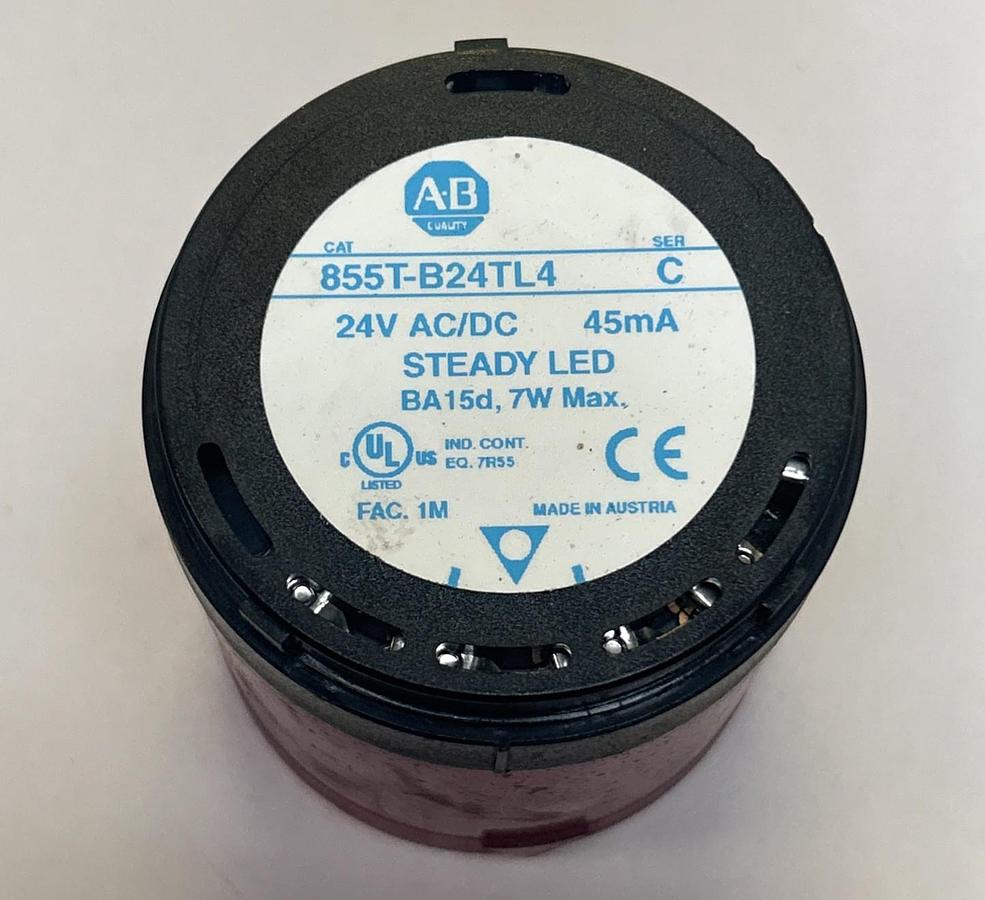 A·B
QUALITY
CAT SER
855T-B24TL4 C
24V AC/DC 45mA
STEADY LED
BA15d, 7W Max.
C UL US IND. CONT.
LISTED EQ. 7R55
CE
FAC. 1M MADE IN AUSTRIA